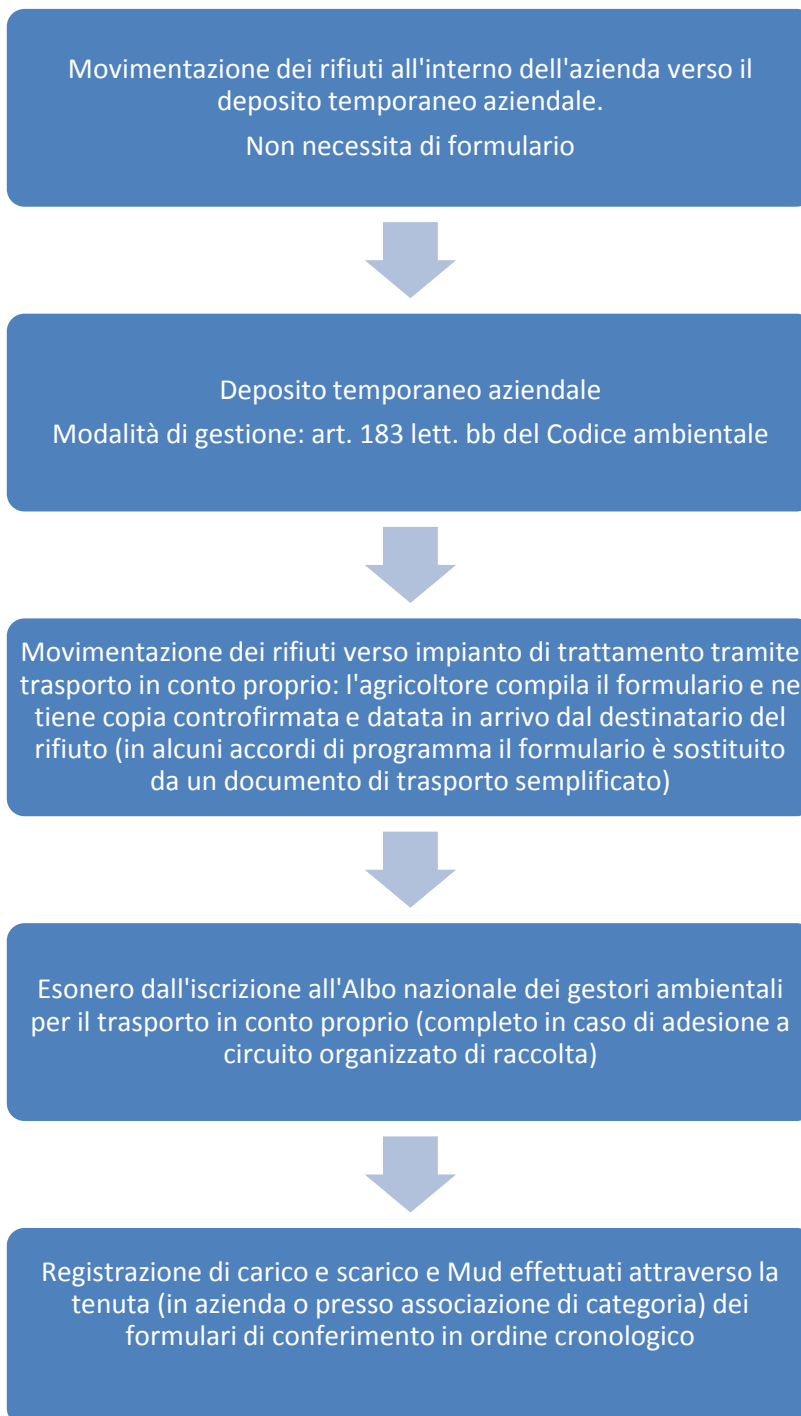 Movimentazione dei rifiuti all'interno dell'azienda verso il
deposito temporaneo aziendale.
Non necessita di formulario
Deposito temporaneo aziendale
Modalità di gestione: art. 183 lett. bb del Codice ambientale
Movimentazione dei rifiuti verso impianto di trattamento tramite
trasporto in conto proprio: l'agricoltore compila il formulario e ne
tiene copia controfirmata e datata in arrivo dal destinatario del
rifiuto (in alcuni accordi di programma il formulario è sostituito
da un documento di trasporto semplificato)
Esonero dall'iscrizione all'Albo nazionale dei gestori ambientali
per il trasporto in conto proprio (completo in caso di adesione a
circuito organizzato di raccolta)
Registrazione di carico e scarico e Mud effettuati attraverso la
tenuta (in azienda o presso associazione di categoria) dei
formulari di conferimento in ordine cronologico